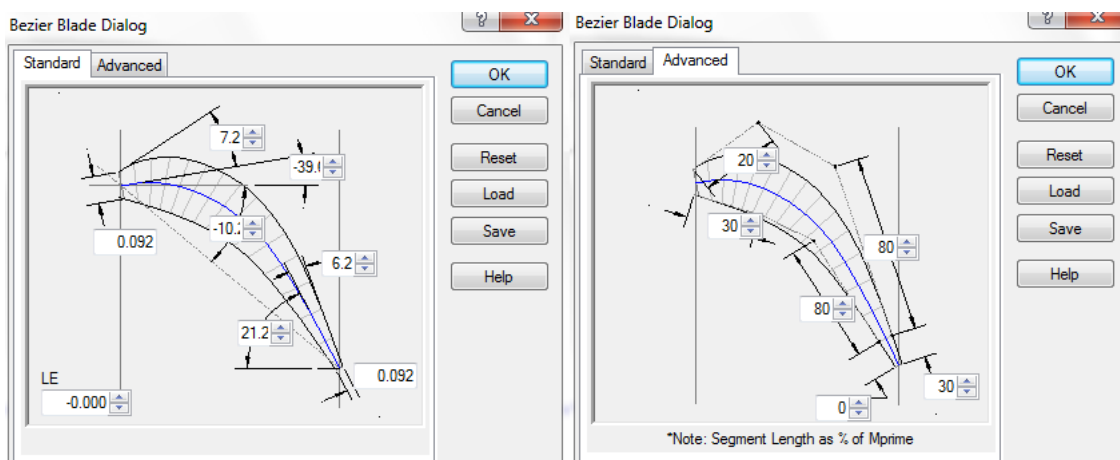 Bezier Blade Dialog
?
X
Standard
Advanced
OK
Cancel
Reset
Load
Save
Help
7.2
-10.2
0.092
6.2
21.2
0.092
LE
-0.000
Bezier Blade Dialog
?
X
Standard
Advanced
OK
Cancel
Reset
Load
Save
Help
20
30
80
80
30
0
*Note: Segment Length as % of Mprime